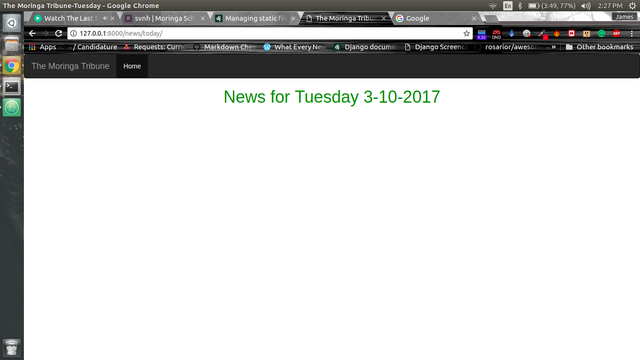 The Moringa Tribune-Tuesday - Google Chrome
En (3:49, 77%) 2:27 PM
James
Watch The Last S
svnh | Moringa Sch
Managing static fi
The Moringa Tribun
Google
127.0.0.1:8000/news/today/
Apps
/ Candidature
Requests: Curren
Markdown Che
What Every New
Django docum
Django Screenc
rosarior/aweso
»
Other bookmarks
The Moringa Tribune
Home
News for Tuesday 3-10-2017